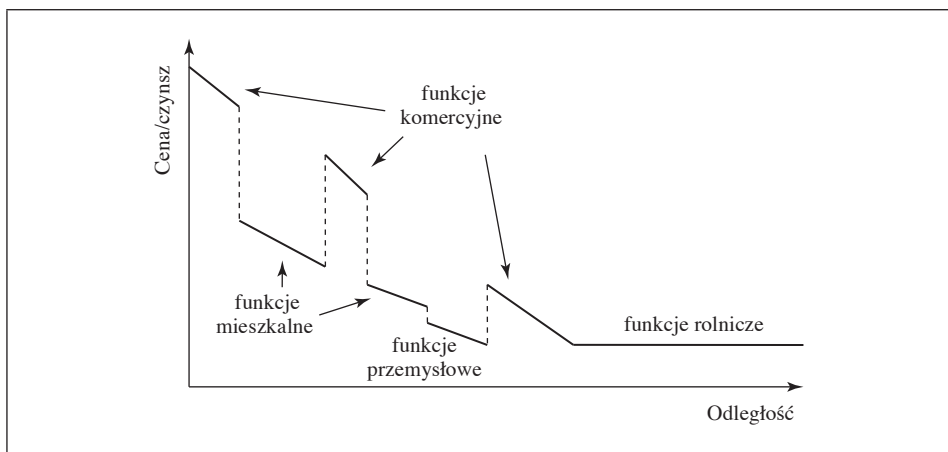 Cena/czynsz
funkcje
komercyjne
funkcje
mieszkalne
funkcje
przemysłowe
funkcje rolnicze
Odległość